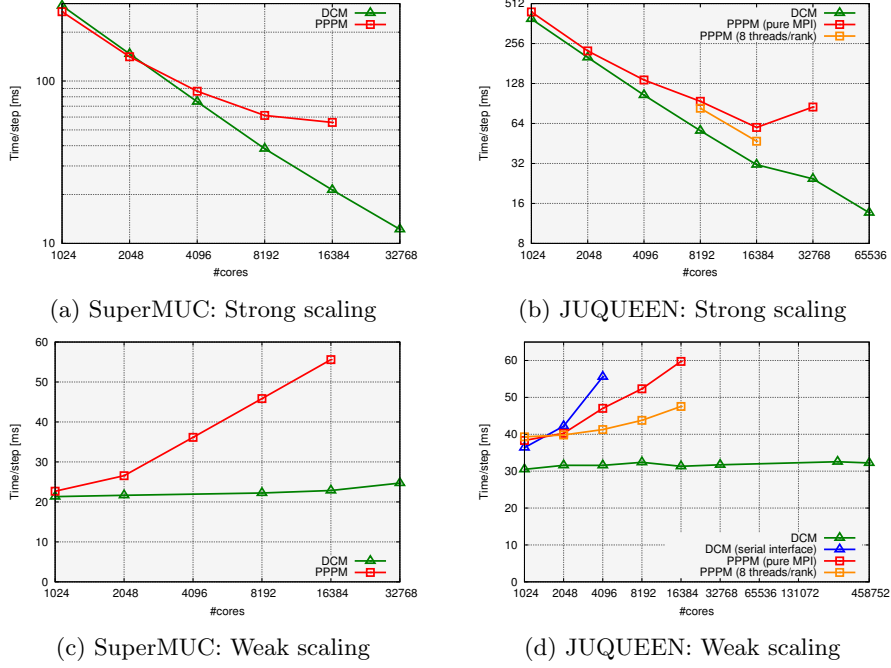 DCM
PPPM
Time/step [ms]
100
10
1024 2048 4096 8192 16384 32768
#cores
(a) SuperMUC: Strong scaling
DCM
PPPM (pure MPI)
PPPM (8 threads/rank)
Time/step [ms]
512
256
128
64
32
16
8
1024 2048 4096 8192 16384 32768 65536
#cores
(b) JUQUEEN: Strong scaling
Time/step [ms]
60
50
40
30
20
10
0
DCM
PPPM
1024 2048 4096 8192 16384 32768
#cores
(c) SuperMUC: Weak scaling
Time/step [ms]
60
50
40
30
20
10
0
DCM
DCM (serial interface)
PPPM (pure MPI)
PPPM (8 threads/rank)
1024 2048 4096 8192 16384 32768 65536 131072 458752
#cores
(d) JUQUEEN: Weak scaling